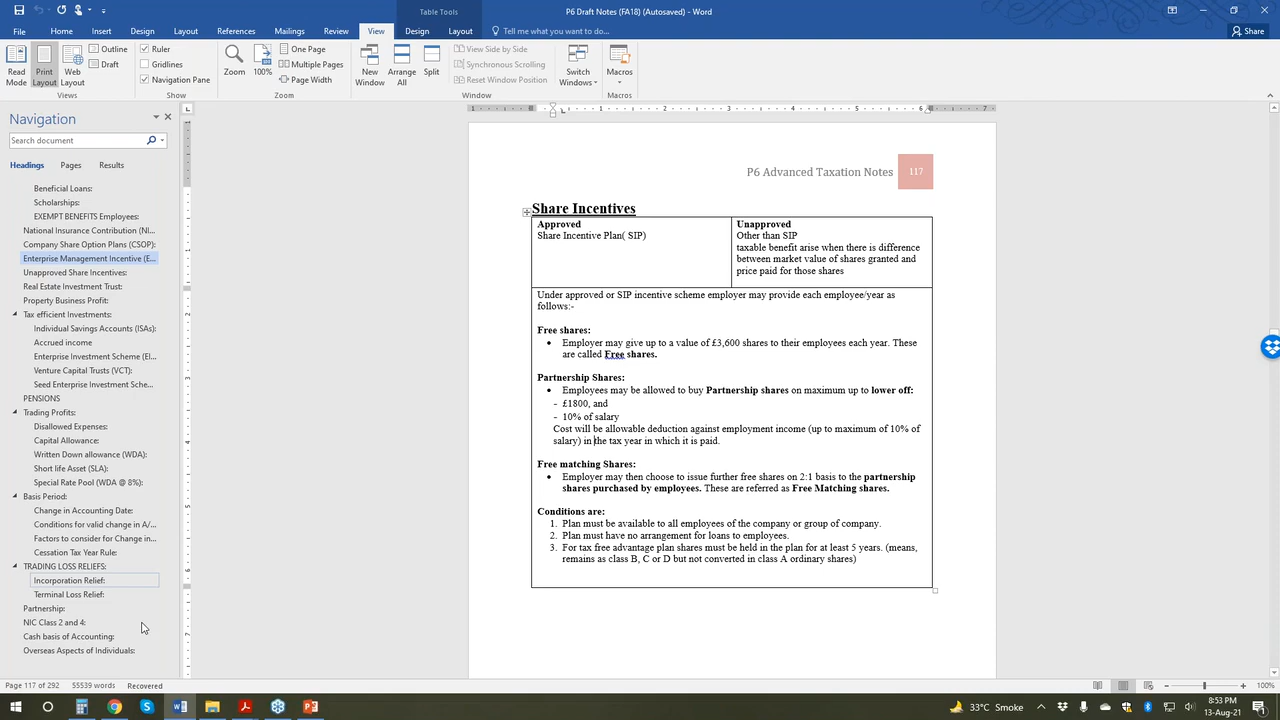 Table Tools
P6 Draft Notes (FA18) (Autosaved) - Word
File Home Insert Draw Design Layout References Mailings Review View Design Layout Tell me what you want to do... Share
Read Mode
Print Layout
Web Layout
Outline
Draft
Views
Ruler
Gridlines
Navigation Pane
Show
Zoom
100%
One Page
Multiple Pages
Page Width
Zoom
New Window
Arrange All
Split
View Side by Side
Synchronous Scrolling
Reset Window Position
Window
Switch Windows
Macros
Macros
Navigation
Search document
Headings Pages Results
Beneficial Loans:
Scholarships:
EXEMPT BENEFITS Employees:
National Insurance Contribution (NI...
Company Share Option Plans (CSOP):
Enterprise Management Incentive (E...
Unapproved Share Incentives:
Real Estate Investment Trust:
Property Business Profit:
Tax efficient Investments:
Individual Savings Accounts (ISAs):
Accrued income
Enterprise Investment Scheme (EI...
Venture Capital Trusts (VCT):
Seed Enterprise Investment Sche...
PENSIONS
Trading Profits:
Disallowed Expenses:
Capital Allowance:
Written Down Allowance (WDA):
Short life Asset (SLA):
Special Rate Pool (WDA @ 8%):
Basis Period:
Change in Accounting Date:
Conditions for valid change in A/...
Factors to consider for Change in...
Cessation Tax Year Rule:
TRADING LOSS RELIEFS:
Incorporation Relief:
Terminal Loss Relief:
Partnership:
NIC Class 2 and 4:
Cash basis of Accounting:
Overseas Aspects of Individuals:
P6 Advanced Taxation Notes 117
Share Incentives
Approved
Share Incentive Plan( SIP)
Unapproved
Other than SIP
taxable benefit arise when there is difference
between market value of shares granted and
price paid for those shares
Under approved or SIP incentive scheme employer may provide each employee/year as
follows:-
Free shares:
• Employer may give up to a value of £3,600 shares to their employees each year. These
are called Free shares.
Partnership Shares:
• Employees may be allowed to buy Partnership shares on maximum up to lower off:
- £1800, and
- 10% of salary
Cost will be allowable deduction against employment income (up to maximum of 10% of
salary) in the tax year in which it is paid.
Free matching Shares:
• Employer may then choose to issue further free shares on 2:1 basis to the partnership
shares purchased by employees. These are referred as Free Matching shares.
Conditions are:
1. Plan must be available to all employees of the company or group of company.
2. Plan must have no arrangement for loans to employees.
3. For tax free advantage plan shares must be held in the plan for at least 5 years. (means,
remains as class B, C or D but not converted in class A ordinary shares)
Page 117 of 292 55539 words Recovered 100%
33°C Smoke 8:53 PM
13-Aug-21